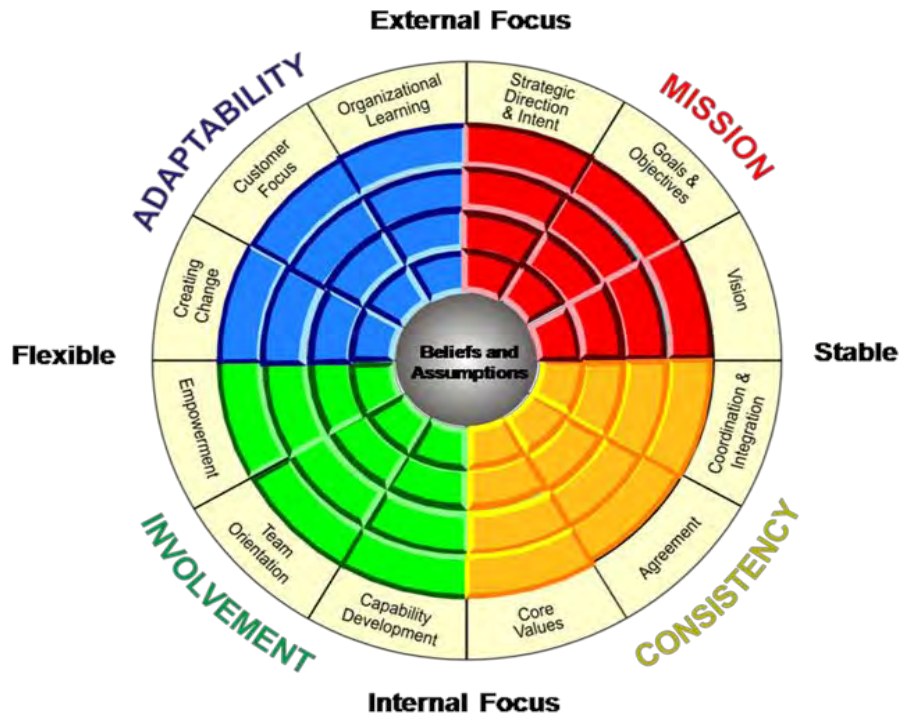 External Focus
ADAPTABILITY
MISSION
Organizational
Learning
Strategic
Direction
& Intent
Customer
Focus
Goals &
Objectives
Creating
Change
Vision
Flexible
Beliefs and
Assumptions
Stable
Empowerment
Coordination &
Integration
Team
Orientation
Agreement
Capability
Development
Core
Values
INVOLVEMENT
CONSISTENCY
Internal Focus